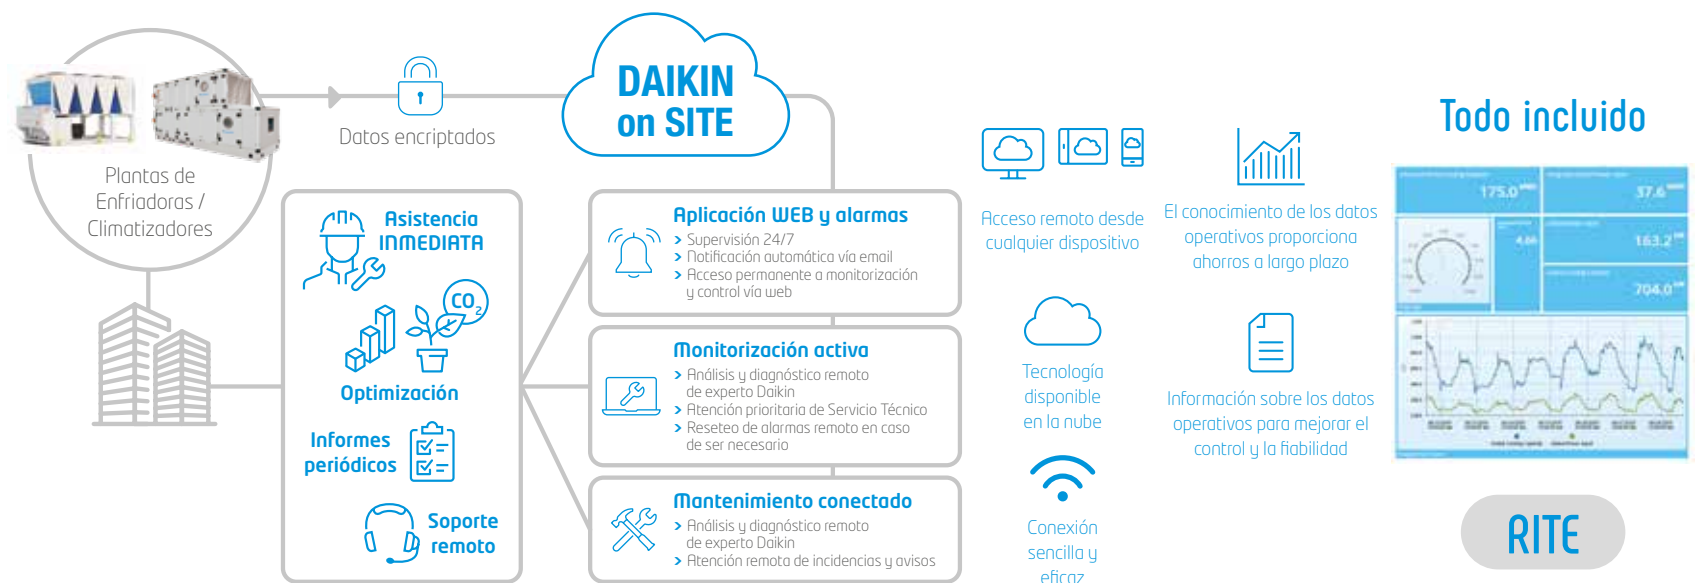 DAIKIN
on SITE
Datos encriptados
Plantas de
Enfriadoras /
Climatizadores
Asistencia
INMEDIATA
CO2
Optimización
Informes
periódicos
Soporte
remoto
Aplicación WEB y alarmas
> Supervisión 24/7
> Notificación automática vía email
> Acceso permanente a monitorización
y control vía web
Monitorización activa
> Análisis y diagnóstico remoto
de experto Daikin
> Atención prioritaria de Servicio Técnico
> Reseteo de alarmas remoto en caso
de ser necesario
Mantenimiento conectado
> Análisis y diagnóstico remoto
de experto Daikin
> Atención remota de incidencias y avisos
Acceso remoto desde
cualquier dispositivo
Tecnología
disponible
en la nube
Conexión
sencilla y
eficaz
El conocimiento de los datos
operativos proporciona
ahorros a largo plazo
Información sobre los datos
operativos para mejorar el
control y la fiabilidad
Todo incluido
175.0
37.6
4.66
163.2
704.0
RITE